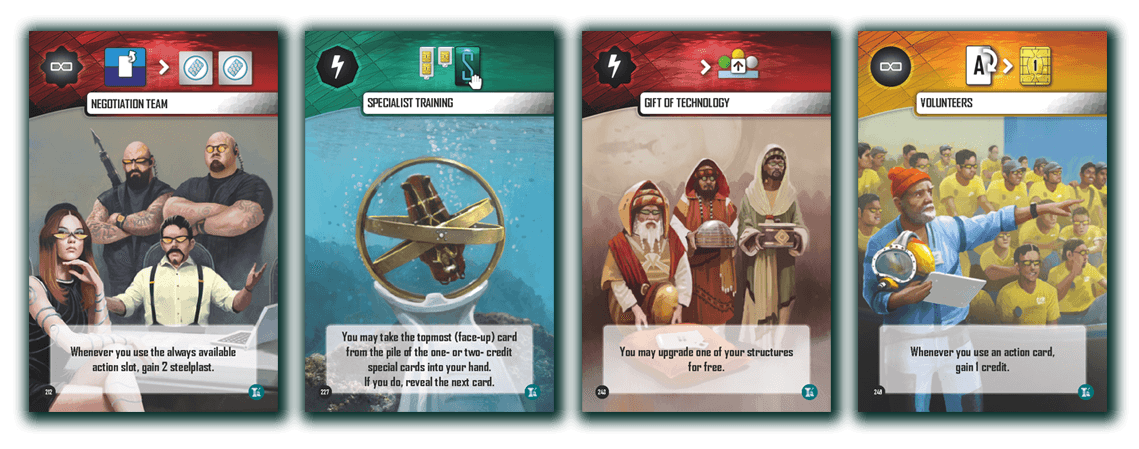 NEGOTIATION TEAM
Whenever you use the always available
action slot, gain 2 steelplast.
212
SPECIALIST TRAINING
You may take the topmost (face-up) card
from the pile of the one- or two- credit
special cards into your hand.
If you do, reveal the next card.
227
GIFT OF TECHNOLOGY
You may upgrade one of your structures
for free.
A
1
VOLUNTEERS
Whenever you use an action card,
gain 1 credit.